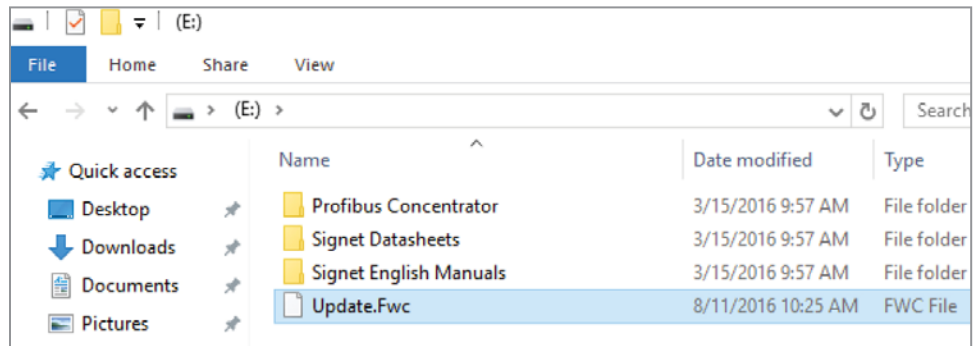 (E:)
File Home Share View
(E:) Search
Name Date modified Type
Quick access
Desktop
Downloads
Documents
Pictures
Profibus Concentrator 3/15/2016 9:57 AM File folder
Signet Datasheets 3/15/2016 9:57 AM File folder
Signet English Manuals 3/15/2016 9:57 AM File folder
Update.Fwc 8/11/2016 10:25 AM FWC File